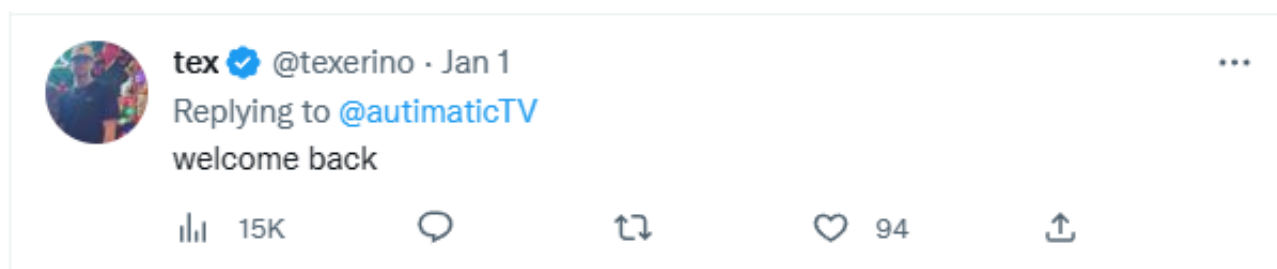 tex @texerino · Jan 1
Replying to @autimaticTV
welcome back
15K 94